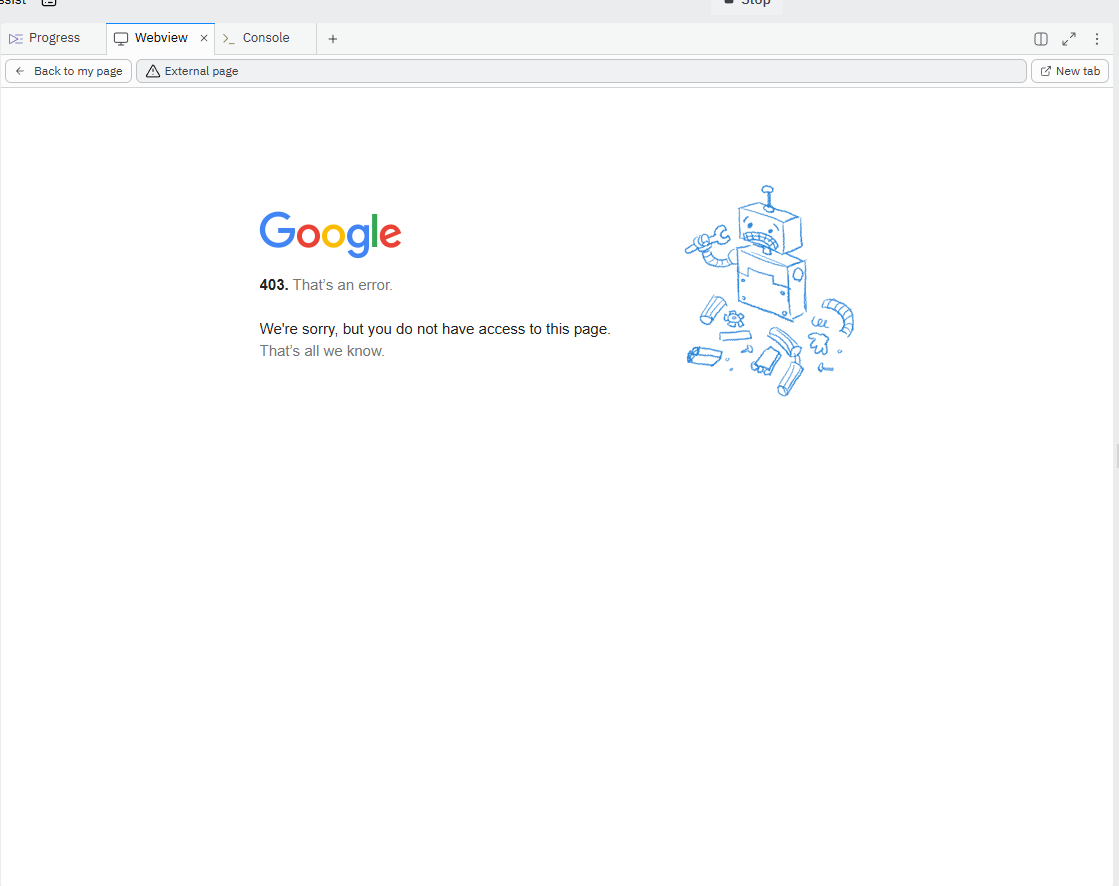 Stop
Progress
Webview
Console
Back to my page
External page
New tab
Google
403. That's an error.
We're sorry, but you do not have access to this page.
That's all we know.